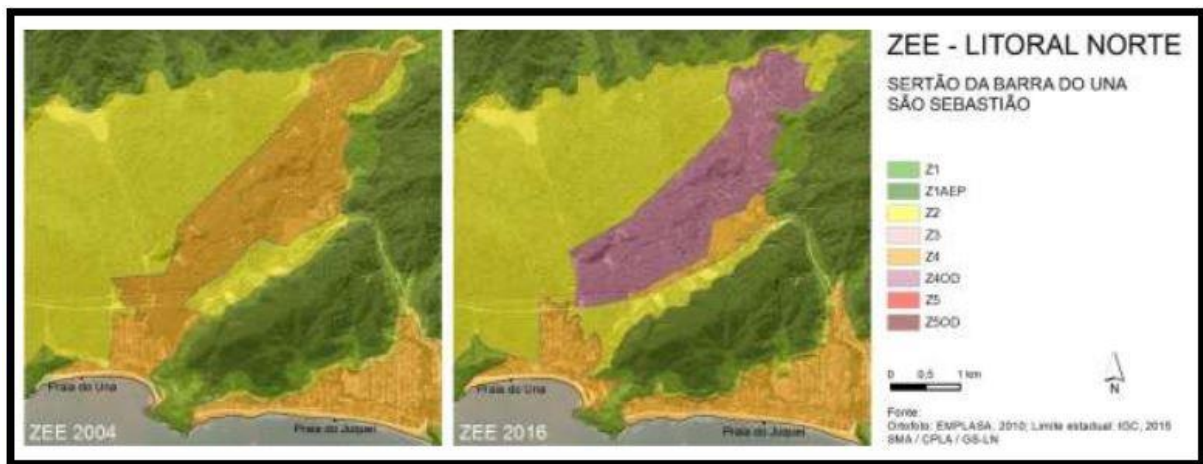 ZEE - LITORAL NORTE
SERTÃO DA BARRA DO UNA
SÃO SEBASTIÃO
Z1
Z1AEP
Z2
Z3
Z4
Z4OD
Z5
Z5OD
0 0,5 1 km
N
Fonte:
Ortofoto: EMPLASA, 2010; Limite estadual: IGC, 2015
SMA / CPLA / GS-LN
Praia do Una
Praia do Juquei
ZEE 2004
Praia do Una
Praia do Juquei
ZEE 2016